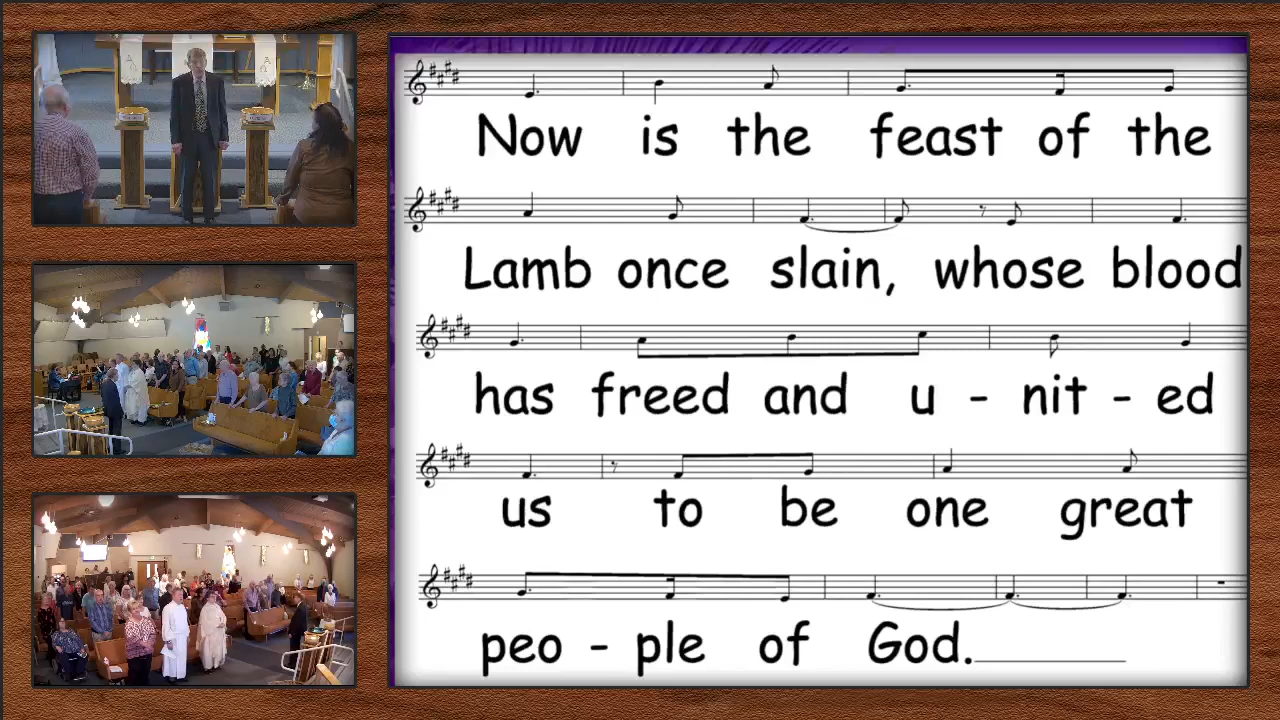 Now is the feast of the
Lamb once slain, whose blood
has freed and u - nit - ed
us to be one great
peo - ple of God.